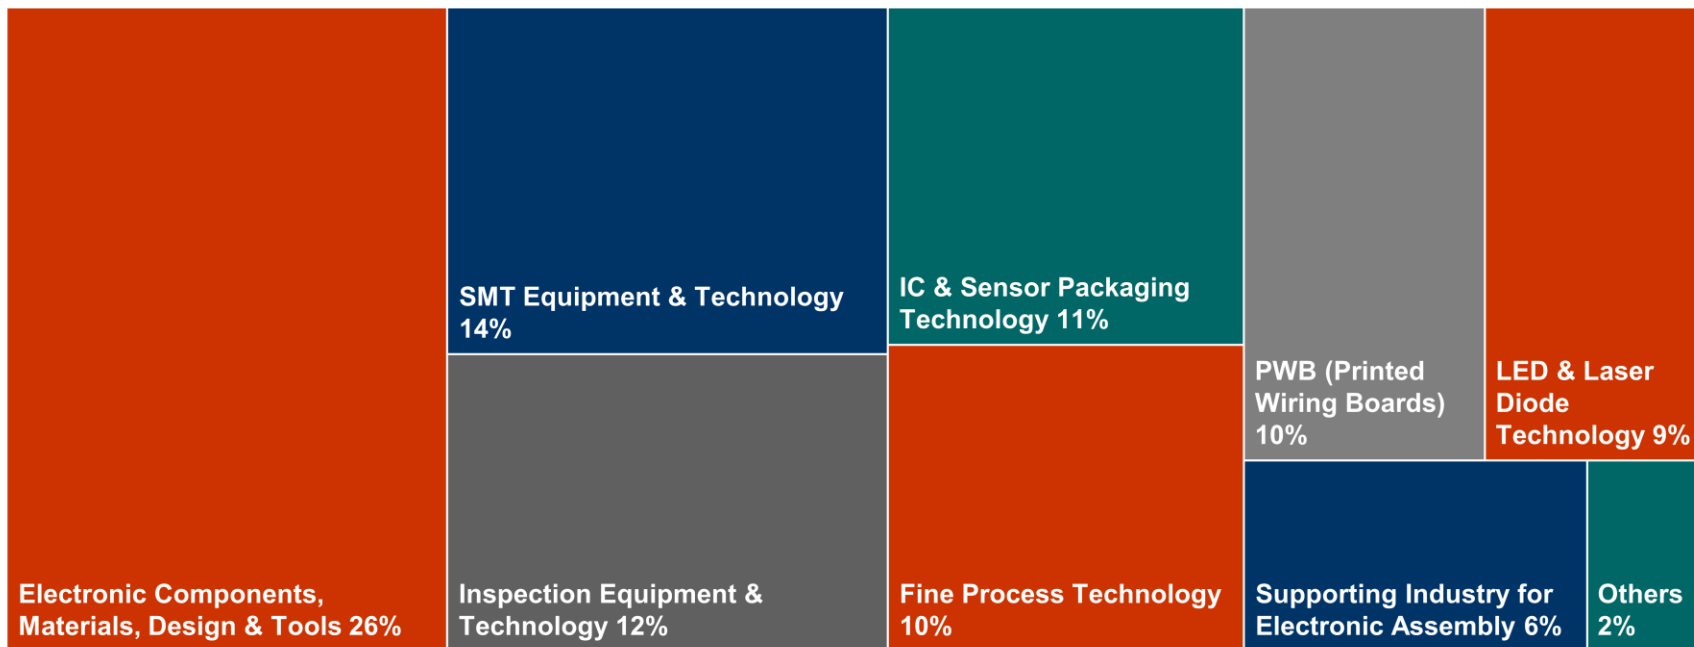 Electronic Components,
Materials, Design & Tools 26%
SMT Equipment & Technology
14%
Inspection Equipment &
Technology 12%
IC & Sensor Packaging
Technology 11%
Fine Process Technology
10%
PWB (Printed
Wiring Boards)
10%
LED & Laser
Diode
Technology 9%
Supporting Industry for
Electronic Assembly 6%
Others
2%